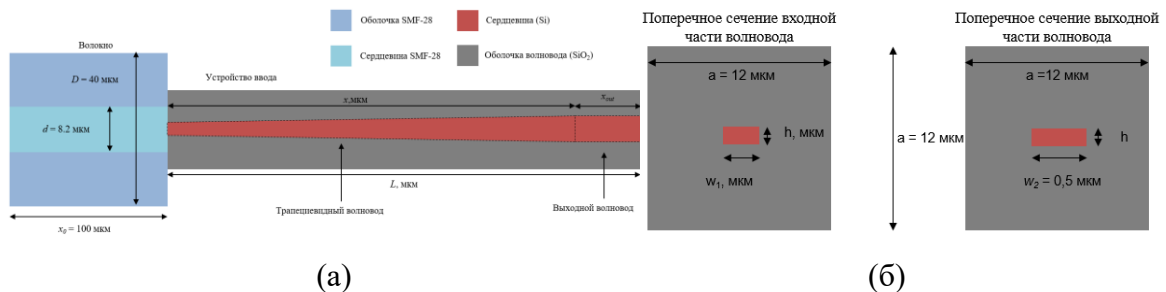 Оболочка SMF-28
Сердцевина (Si)
Сердцевина SMF-28
Оболочка волновода (SiO₂)
Волокно
D = 40 мкм
d = 8.2 мкм
x₀ = 100 мкм
Устройство ввода
x,мкм
x_out
L, мкм
Трапециевидный волновод
Выходной волновод
(а)
Поперечное сечение входной
части волновода
a = 12 мкм
h, мкм
w₁, мкм
a = 12 мкм
Поперечное сечение выходной
части волновода
a =12 мкм
h
w₂ = 0,5 мкм
(б)